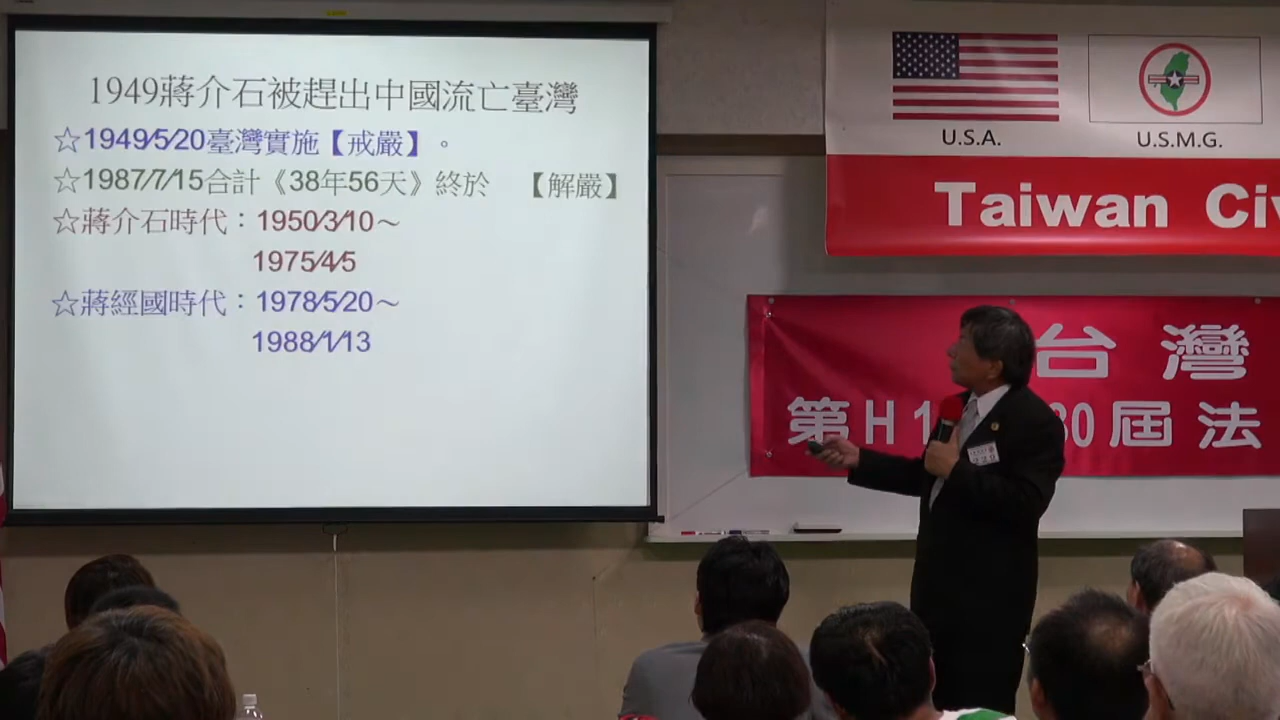 1949蔣介石被趕出中國流亡臺灣
☆1949/5/20臺灣實施【戒嚴】。
☆1987/7/15合計《38年56天》終於 【解嚴】
☆蔣介石時代：1950/3/10～
1975/4/5
☆蔣經國時代：1978/5/20～
1988/1/13
U.S.A.
U.S.M.G.
Taiwan Ci
台灣
第H1 80屆法